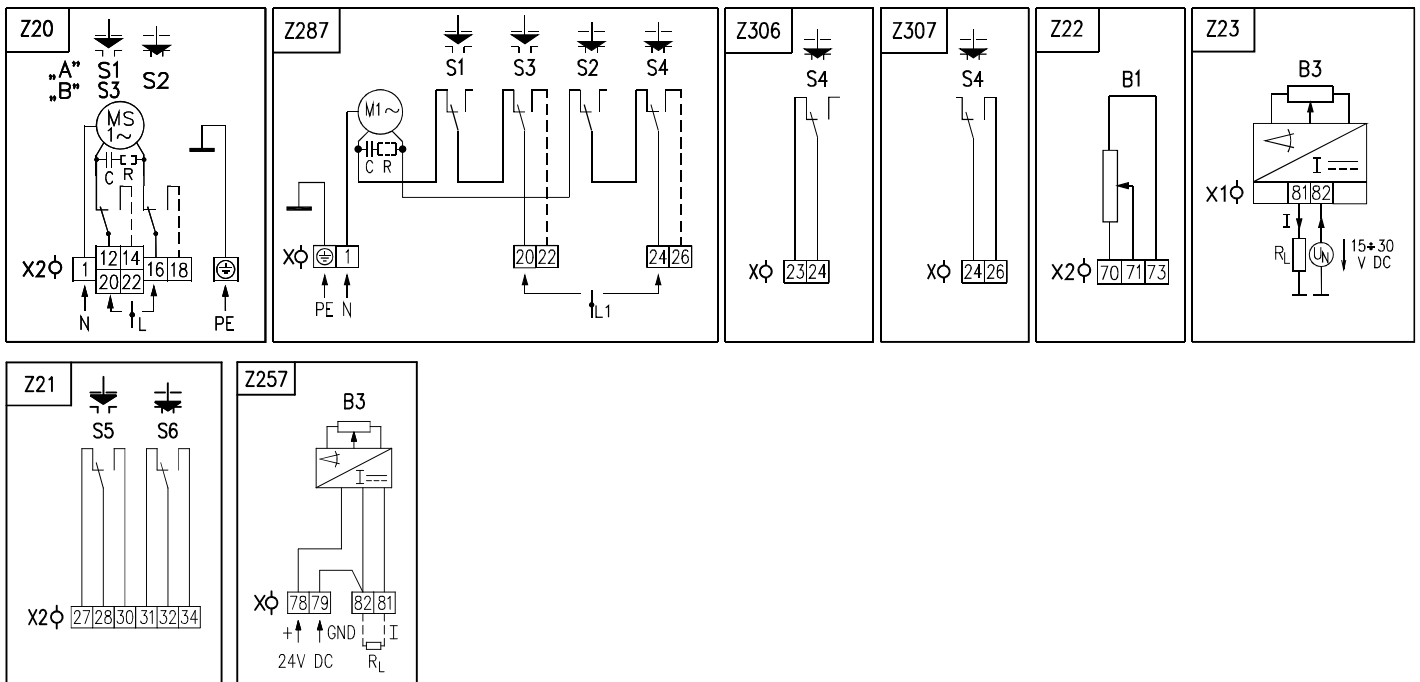 Z20
„A” S1 S2
„B” S3
MS
1~
C R
12 14
X2 1 16 18
20 22
N L PE
Z287
S1 S3 S2 S4
M1~
C R
X 1 20 22 24 26
PE N L1
Z306
S4
X 23 24
Z307
S4
X 24 26
Z22
B1
X2 70 71 73
Z23
B3
I
X1 81 82
I
RL UN 15÷30
V DC
Z21
S5 S6
X2 27 28 30 31 32 34
Z257
B3
I
X 78 79 82 81
+ GND I
24V DC RL